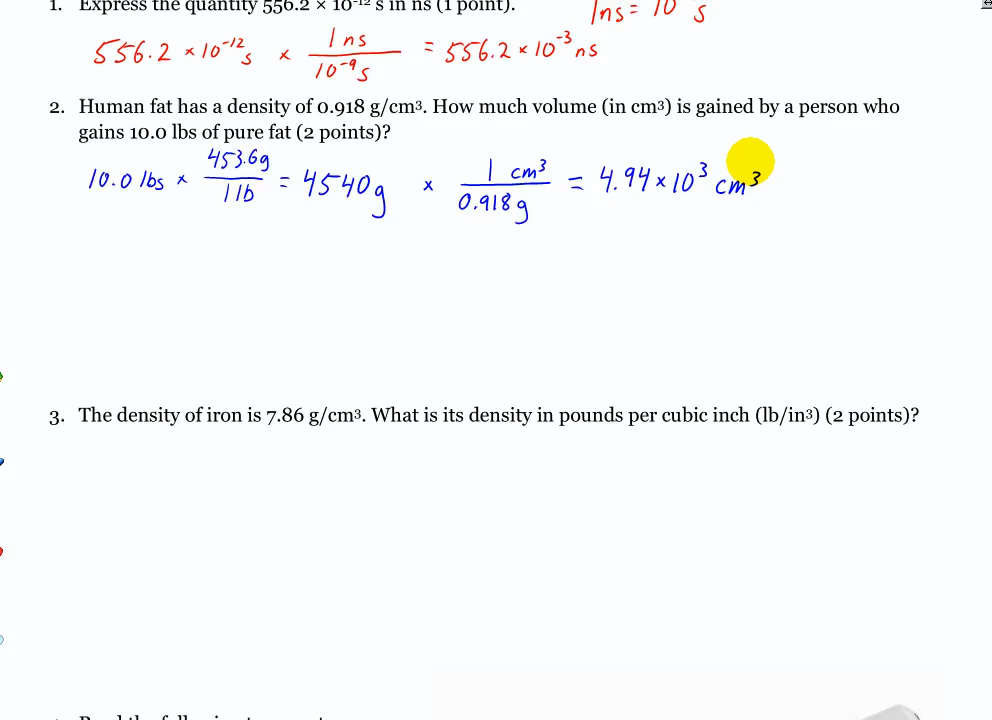 1. Express the quantity 556.2 × 10⁻¹² s in ns (1 point).
1ns = 10 s
556.2 × 10⁻¹² s × 1 ns / 10⁻⁹ s = 556.2 × 10⁻³ ns
2. Human fat has a density of 0.918 g/cm³. How much volume (in cm³) is gained by a person who
gains 10.0 lbs of pure fat (2 points)?
10.0 lbs × 453.6g / 1 lb = 4540g × 1 cm³ / 0.918g = 4.94 × 10³ cm³
3. The density of iron is 7.86 g/cm³. What is its density in pounds per cubic inch (lb/in³) (2 points)?